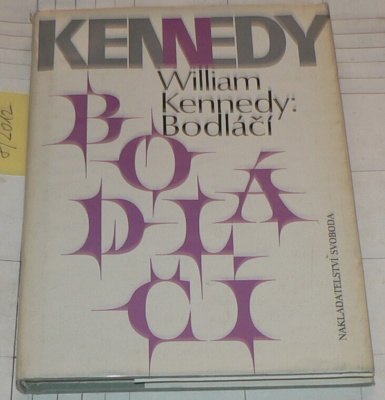 KENNEDY
William
Kennedy:
Bodláčí
BO
DLÁ
ČÍ
NAKLADATELSTVÍ SVOBODA